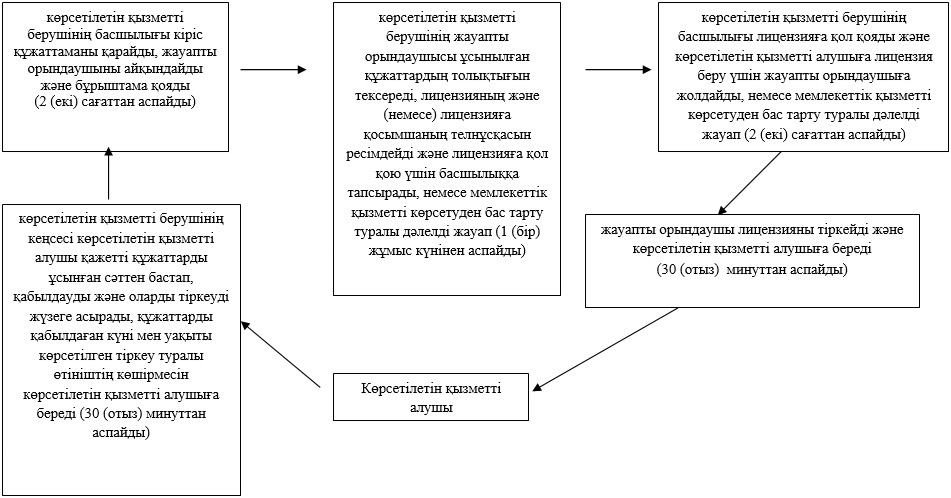 көрсетілетін қызметті
берушінің басшылығы кіріс
құжаттаманы қарайды, жауапты
орындаушыны айқындайды
және бұрыштама қояды
(2 (екі) сағаттан аспайды)
көрсетілетін қызметті
берушінің жауапты
орындаушысы ұсынылған
құжаттардың толықтығын
тексереді, лицензияның және
(немесе) лицензияға
қосымшаның телнұсқасын
ресімдейді және лицензияға қол
қою үшін басшылыққа
тапсырады, немесе мемлекеттік
қызметті көрсетуден бас тарту
туралы дәлелді жауап (1 (бір)
жұмыс күнінен аспайды)
көрсетілетін қызметті берушінің
басшылығы лицензияға қол қояды және
көрсетілетін қызметті алушыға лицензия
беру үшін жауапты орындаушыға
жолдайды, немесе мемлекеттік қызметті
көрсетуден бас тарту туралы дәлелді
жауап (2 (екі) сағаттан аспайды)
жауапты орындаушы лицензияны тіркейді және
көрсетілетін қызметті алушыға береді
(30 (отыз) минуттан аспайды)
Көрсетілетін қызметті
алушы
көрсетілетін қызметті берушінің
кеңсесі көрсетілетін қызметті
алушы қажетті құжаттарды
ұсынған сәттен бастап,
қабылдауды және оларды тіркеуді
жүзеге асырады, құжаттарды
қабылдаған күні мен уақыты
көрсетілген тіркеу туралы
өтініштің көшірмесін
көрсетілетін қызметті алушыға
береді (30 (отыз) минуттан
аспайды)